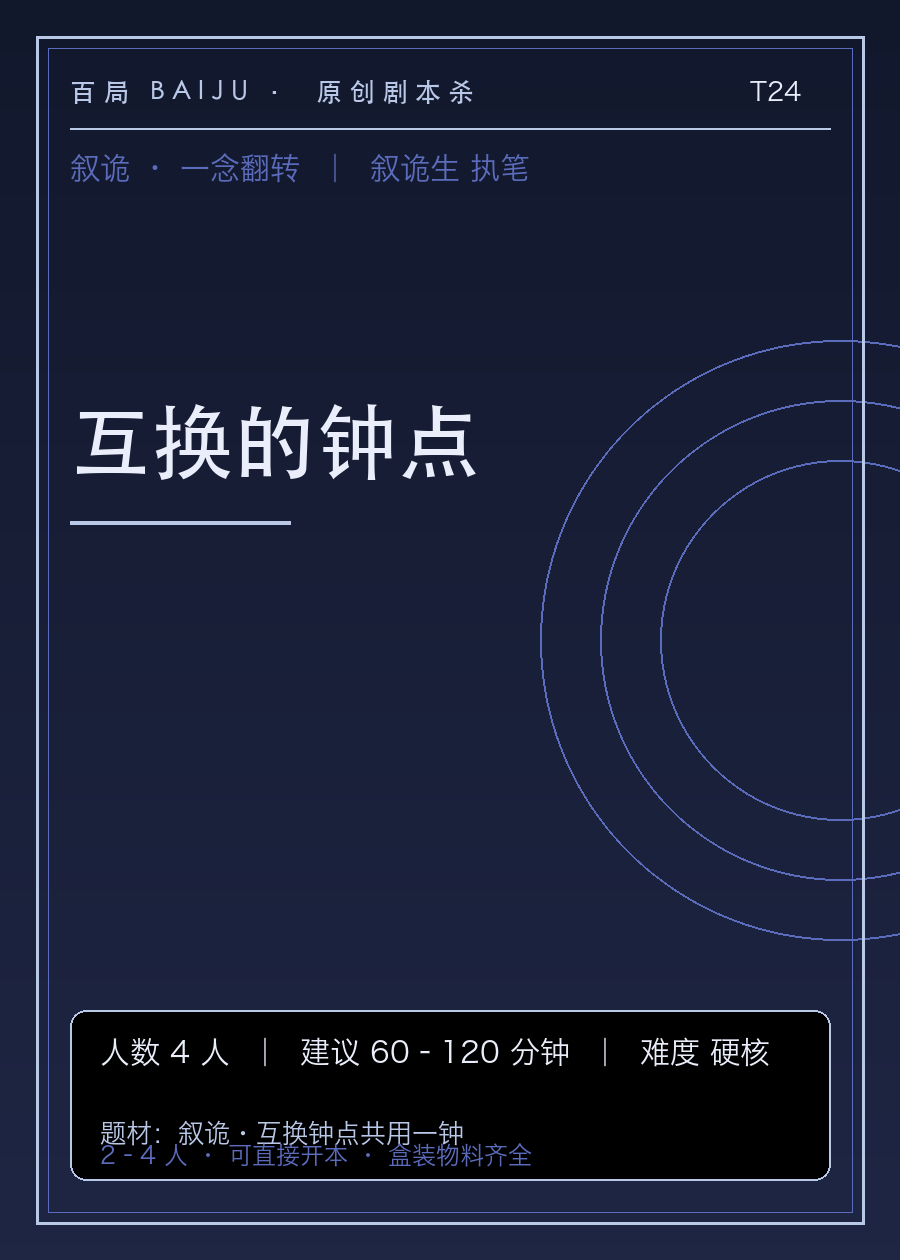 百局 BAIJU · 原创剧本杀
T24
叙诡 · 一念翻转 ｜ 叙诡生 执笔
互换的钟点
人数 4 人 ｜ 建议 60 - 120 分钟 ｜ 难度 硬核
题材: 叙诡 · 互换钟点共用一钟
2 - 4 人 · 可直接开本 · 盒装物料齐全